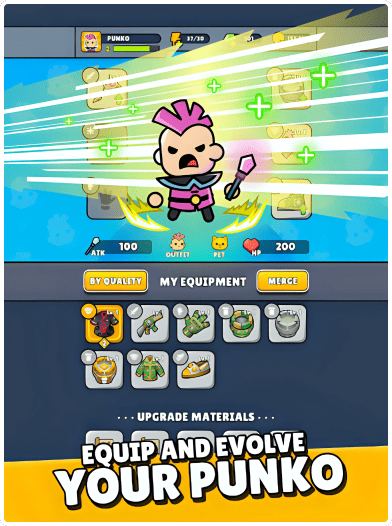 PUNKO
37/30
ATK 100
OUTFIT
PET
HP 200
BY QUALITY
MY EQUIPMENT
MERGE
··· UPGRADE MATERIALS ···
EQUIP AND EVOLVE
YOUR PUNKO